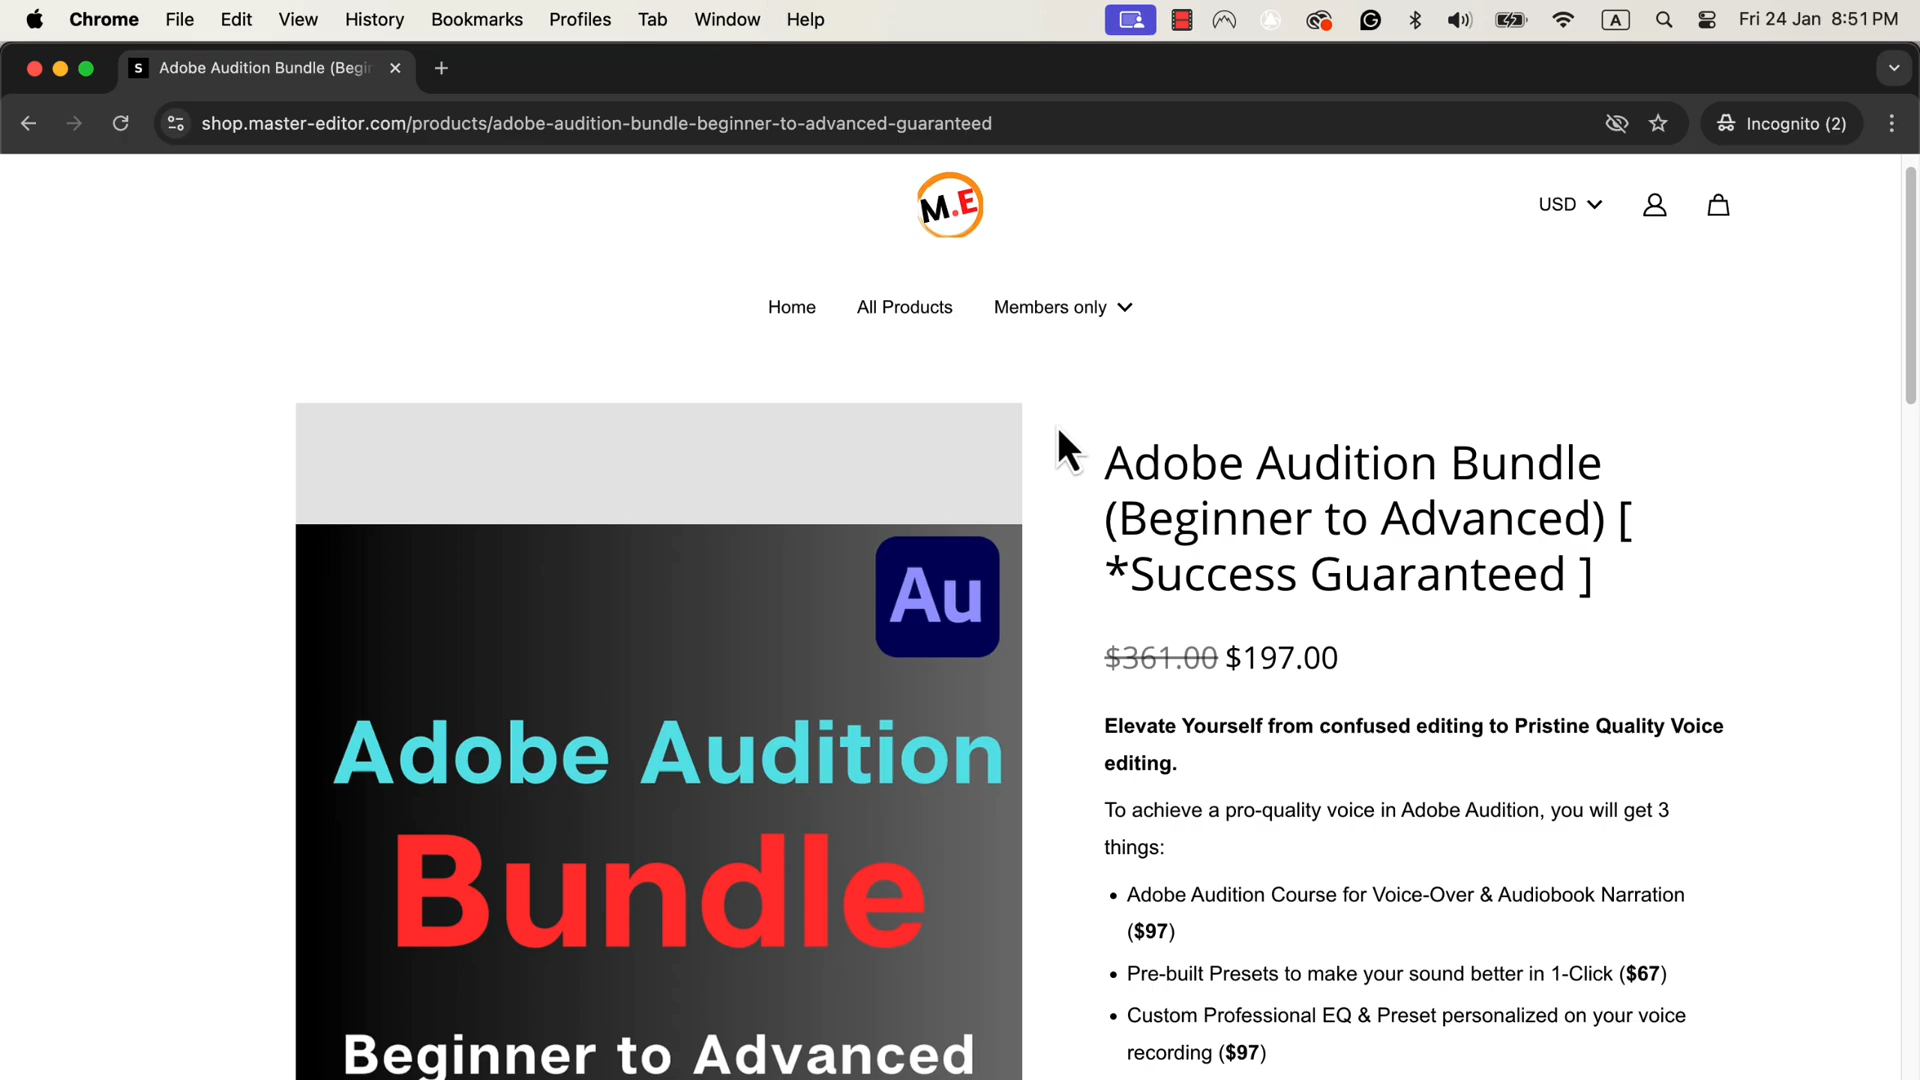 Chrome File Edit View History Bookmarks Profiles Tab Window Help A Fri 24 Jan 8:51 PM
S Adobe Audition Bundle (Begi
shop.master-editor.com/products/adobe-audition-bundle-beginner-to-advanced-guaranteed Incognito (2)
M.E
USD
Home All Products Members only
Au
Adobe Audition
Bundle
Beginner to Advanced
Adobe Audition Bundle
(Beginner to Advanced) [
*Success Guaranteed ]
$361.00 $197.00
Elevate Yourself from confused editing to Pristine Quality Voice
editing.
To achieve a pro-quality voice in Adobe Audition, you will get 3
things:
• Adobe Audition Course for Voice-Over & Audiobook Narration
($97)
• Pre-built Presets to make your sound better in 1-Click ($67)
• Custom Professional EQ & Preset personalized on your voice
recording ($97)